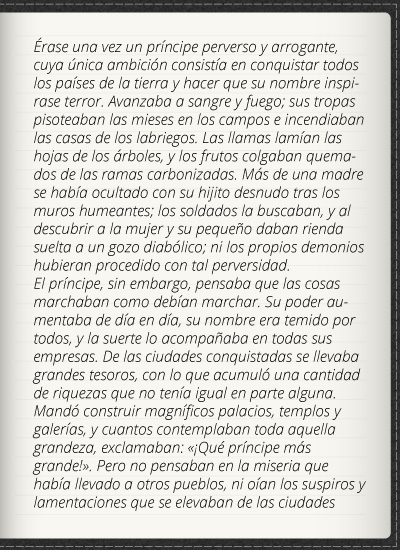 Érase una vez un príncipe perverso y arrogante,
cuya única ambición consistía en conquistar todos
los países de la tierra y hacer que su nombre inspi-
rase terror. Avanzaba a sangre y fuego; sus tropas
pisoteaban las mieses en los campos e incendiaban
las casas de los labriegos. Las llamas lamían las
hojas de los árboles, y los frutos colgaban quema-
dos de las ramas carbonizadas. Más de una madre
se había ocultado con su hijito desnudo tras los
muros humeantes; los soldados la buscaban, y al
descubrir a la mujer y su pequeño daban rienda
suelta a un gozo diabólico; ni los propios demonios
hubieran procedido con tal perversidad.
El príncipe, sin embargo, pensaba que las cosas
marchaban como debían marchar. Su poder au-
mentaba de día en día, su nombre era temido por
todos, y la suerte lo acompañaba en todas sus
empresas. De las ciudades conquistadas se llevaba
grandes tesoros, con lo que acumuló una cantidad
de riquezas que no tenía igual en parte alguna.
Mandó construir magníficos palacios, templos y
galerías, y cuantos contemplaban toda aquella
grandeza, exclamaban: «¡Qué príncipe más
grande!». Pero no pensaban en la miseria que
había llevado a otros pueblos, ni oían los suspiros y
lamentaciones que se elevaban de las ciudades